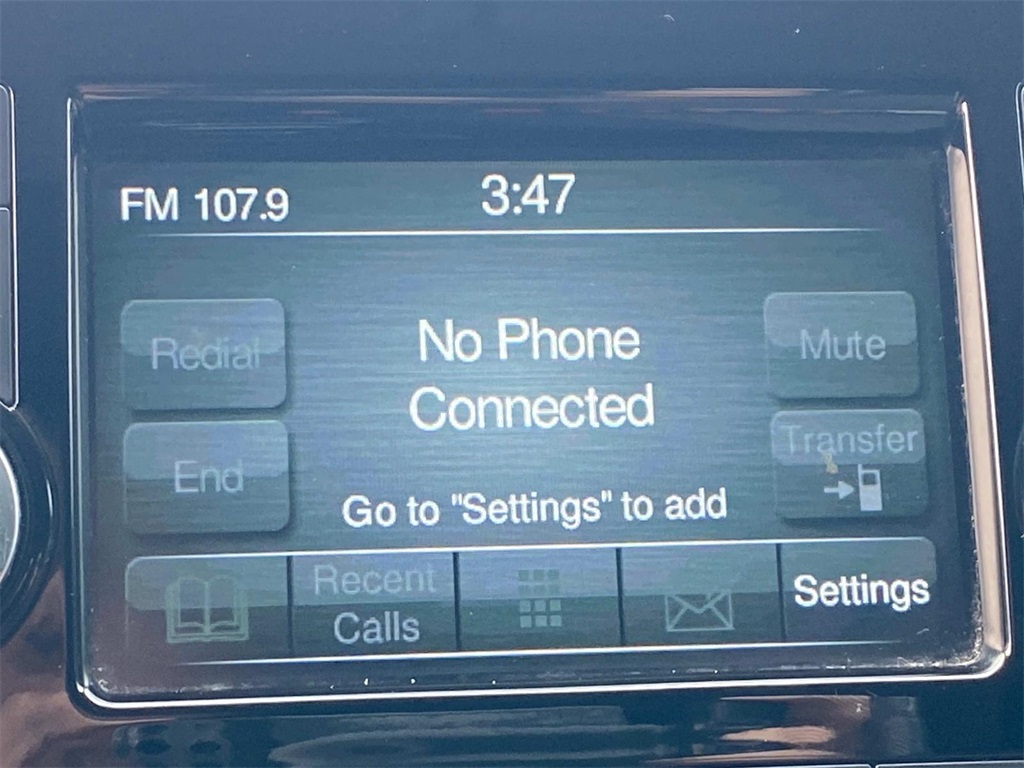 FM 107.9
3:47
Redial
No Phone
Connected
Mute
End
Transfer
Go to "Settings" to add
Recent
Calls
Settings